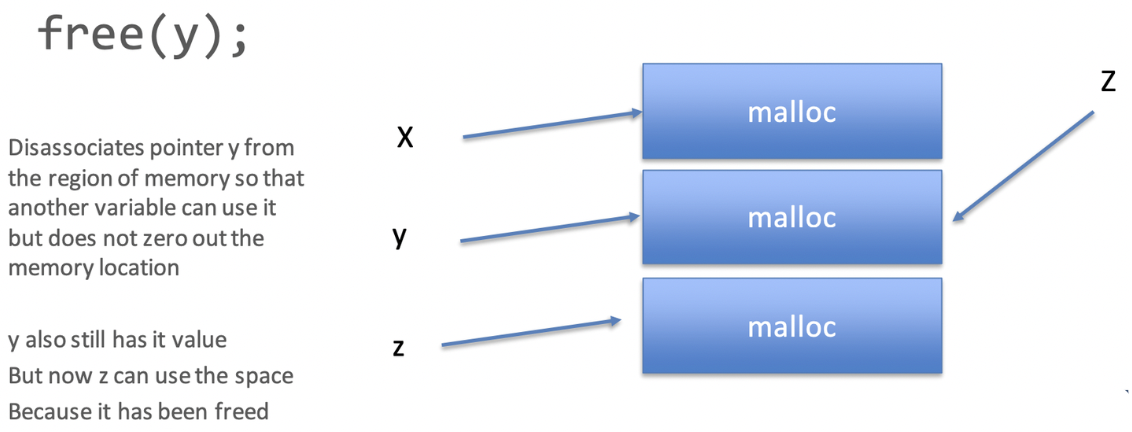 free(y);
Disassociates pointer y from
the region of memory so that
another variable can use it
but does not zero out the
memory location
y also still has it value
But now z can use the space
Because it has been freed
X
y
z
malloc
malloc
malloc
Z